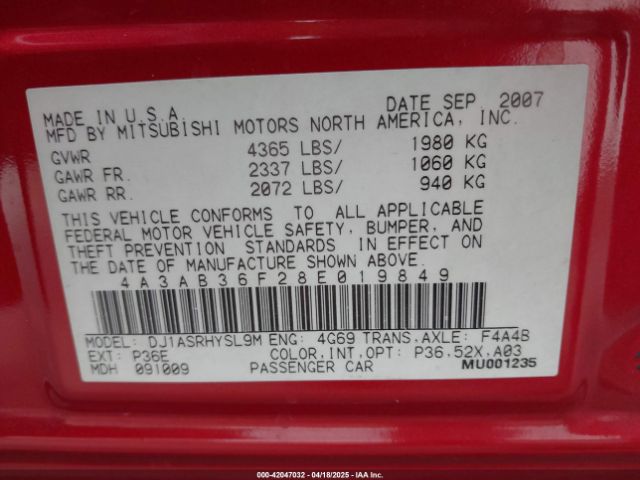 MADE IN U.S.A. DATE SEP. 2007
MFD BY MITSUBISHI MOTORS NORTH AMERICA, INC.
GVWR 4365 LBS/ 1980 KG
GAWR FR. 2337 LBS/ 1060 KG
GAWR RR. 2072 LBS/ 940 KG
THIS VEHICLE CONFORMS TO ALL APPLICABLE
FEDERAL MOTOR VEHICLE SAFETY, BUMPER, AND
THEFT PREVENTION STANDARDS IN EFFECT ON
THE DATE OF MANUFACTURE SHOWN ABOVE.
4A3AB36F28E019849
MODEL: DJ1ASRHYSL9M ENG: 4G69 TRANS,AXLE: F4A4B
EXT: P36E COLOR,INT,OPT: P36,52X,A03
MDH 091009 PASSENGER CAR MU001235
000-42047032 - 04/18/2025 - IAA Inc.